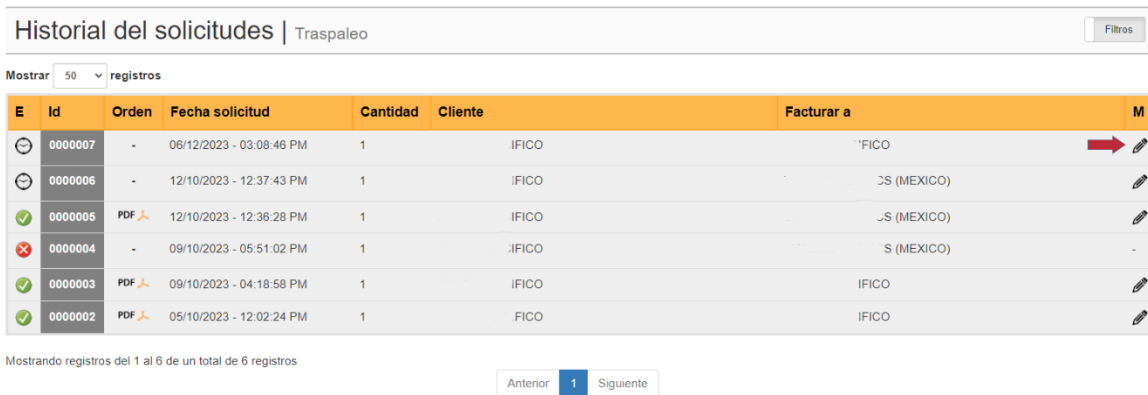 Historial del solicitudes | Traspaleo
Filtros
Mostrar 50 registros
E Id Orden Fecha solicitud Cantidad Cliente Facturar a M
0000007 - 06/12/2023 - 03:08:46 PM 1
0000006 - 12/10/2023 - 12:37:43 PM 1 (MEXICO)
0000005 PDF 12/10/2023 - 12:36:28 PM 1 (MEXICO)
0000004 - 09/10/2023 - 05:51:02 PM 1 (MEXICO) -
0000003 PDF 09/10/2023 - 04:18:58 PM 1
0000002 PDF 05/10/2023 - 12:02:24 PM 1
Mostrando registros del 1 al 6 de un total de 6 registros
Anterior 1 Siguiente